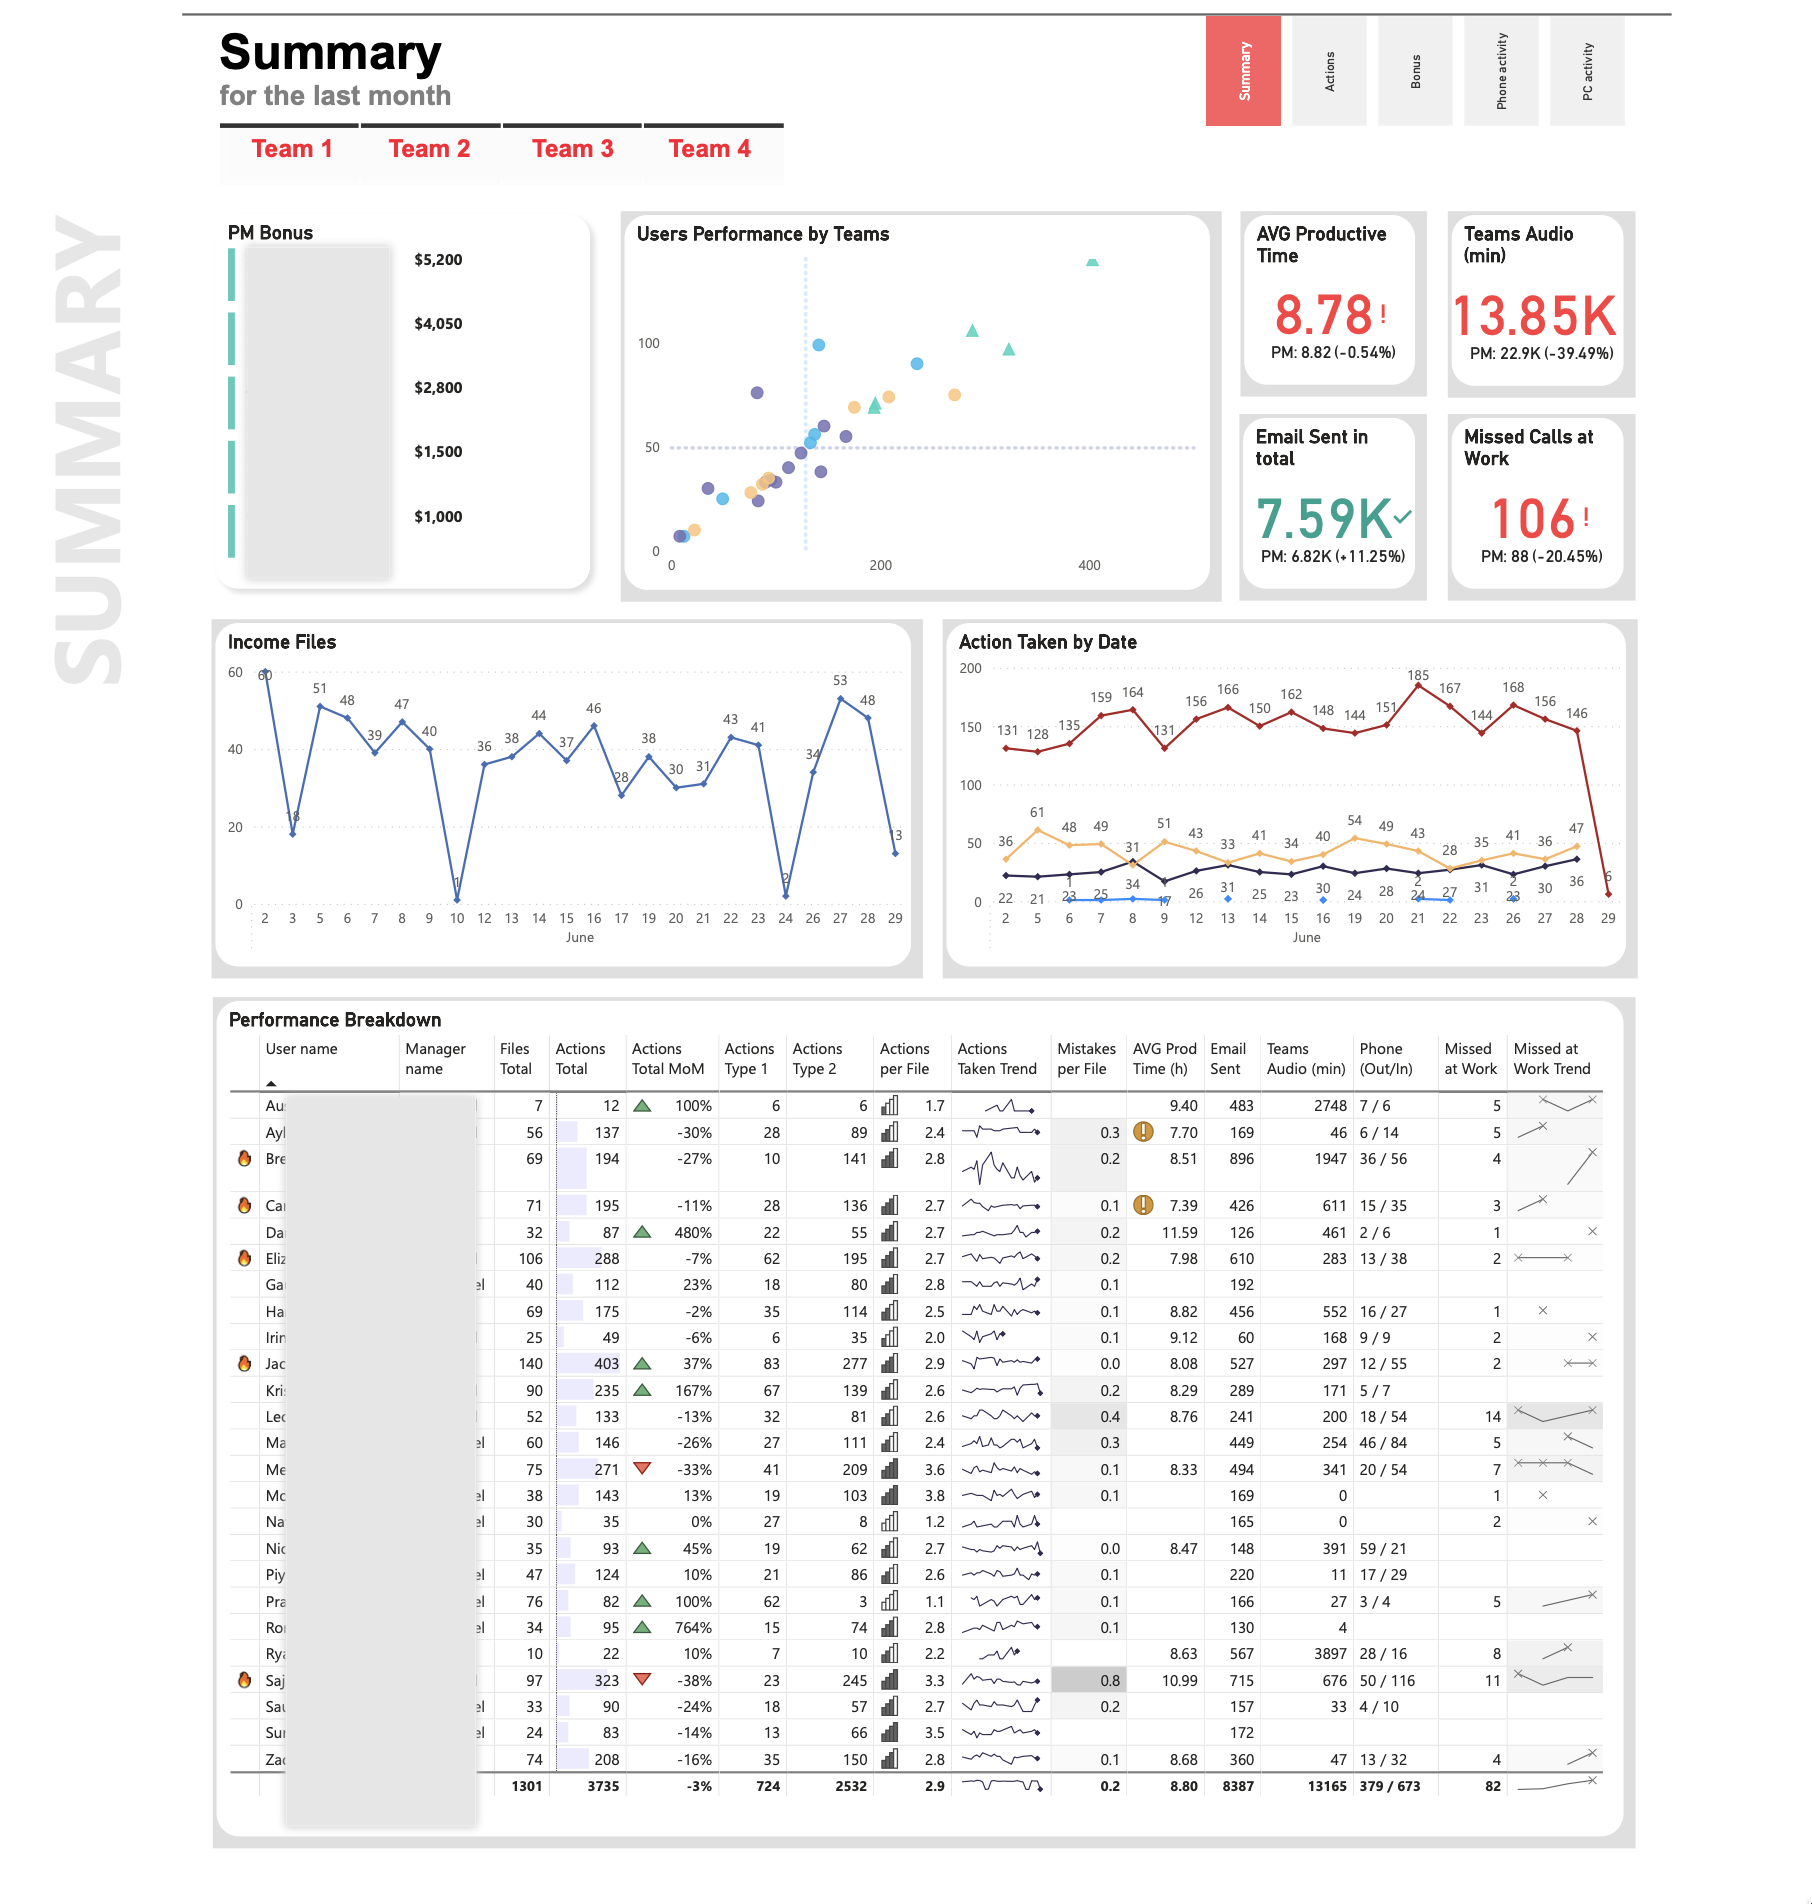 Summary
for the last month
Team 1 Team 2 Team 3 Team 4
Summary
Actions
Bonus
Phone activity
PC activity
SUMMARY
PM Bonus
$5,200
$4,050
$2,800
$1,500
$1,000
Users Performance by Teams
100
50
0
0 200 400
AVG Productive
Time
8.78 !
PM: 8.82 (-0.54%)
Teams Audio
(min)
13.85K
PM: 22.9K (-39.49%)
Email Sent in
total
7.59K
PM: 6.82K (+11.25%)
Missed Calls at
Work
106 !
PM: 88 (-20.45%)
Income Files
60
40
20
0
60 18 51 48 39 47 40 1 36 38 44 37 46 28 38 30 31 43 41 2 34 53 48 13
2 3 5 6 7 8 9 10 12 13 14 15 16 17 19 20 21 22 23 24 26 27 28 29
June
Action Taken by Date
200
150
100
50
0
131 128 135 159 164 131 156 166 150 162 148 144 151 185 167 144 168 156 146 6
36 61 48 49 31 51 43 33 41 34 40 54 49 43 28 35 41 36 47
22 21 23 25 34 17 26 31 25 23 30 24 28 24 27 31 23 30 36
1 1 2 2
2 5 6 7 8 9 12 13 14 15 16 19 20 21 22 23 26 27 28 29
June
Performance Breakdown
User name Manager name Files Total Actions Total Actions Total MoM Actions Type 1 Actions Type 2 Actions per File Actions Taken Trend Mistakes per File AVG Prod Time (h) Email Sent Teams Audio (min) Phone (Out/In) Missed at Work Missed at Work Trend
Au 7 12 100% 6 6 1.7 9.40 483 2748 7 / 6 5
Ayl 56 137 -30% 28 89 2.4 0.3 7.70 169 46 6 / 14 5
Bre 69 194 -27% 10 141 2.8 0.2 8.51 896 1947 36 / 56 4
Car 71 195 -11% 28 136 2.7 0.1 7.39 426 611 15 / 35 3
Da 32 87 480% 22 55 2.7 0.2 11.59 126 461 2 / 6 1
Eliz 106 288 -7% 62 195 2.7 0.2 7.98 610 283 13 / 38 2
Ga el 40 112 23% 18 80 2.8 0.1 192
Ha 69 175 -2% 35 114 2.5 0.1 8.82 456 552 16 / 27 1
Irin 25 49 -6% 6 35 2.0 0.1 9.12 60 168 9 / 9 2
Jac 140 403 37% 83 277 2.9 0.0 8.08 527 297 12 / 55 2
Kri 90 235 167% 67 139 2.6 0.2 8.29 289 171 5 / 7
Leo 52 133 -13% 32 81 2.6 0.4 8.76 241 200 18 / 54 14
Ma el 60 146 -26% 27 111 2.4 0.3 449 254 46 / 84 5
Me 75 271 -33% 41 209 3.6 0.1 8.33 494 341 20 / 54 7
Mo el 38 143 13% 19 103 3.8 0.1 169 0 1
Na el 30 35 0% 27 8 1.2 165 0 2
Nic 35 93 45% 19 62 2.7 0.0 8.47 148 391 59 / 21
Piy el 47 124 10% 21 86 2.6 0.1 220 11 17 / 29
Pra el 76 82 100% 62 3 1.1 0.1 166 27 3 / 4 5
Ror el 34 95 764% 15 74 2.8 0.1 130 4
Rya 10 22 10% 7 10 2.2 8.63 567 3897 28 / 16 8
Saj 97 323 -38% 23 245 3.3 0.8 10.99 715 676 50 / 116 11
Sau el 33 90 -24% 18 57 2.7 0.2 157 33 4 / 10
Sur el 24 83 -14% 13 66 3.5 172
Zac 74 208 -16% 35 150 2.8 0.1 8.68 360 47 13 / 32 4
1301 3735 -3% 724 2532 2.9 0.2 8.80 8387 13165 379 / 673 82